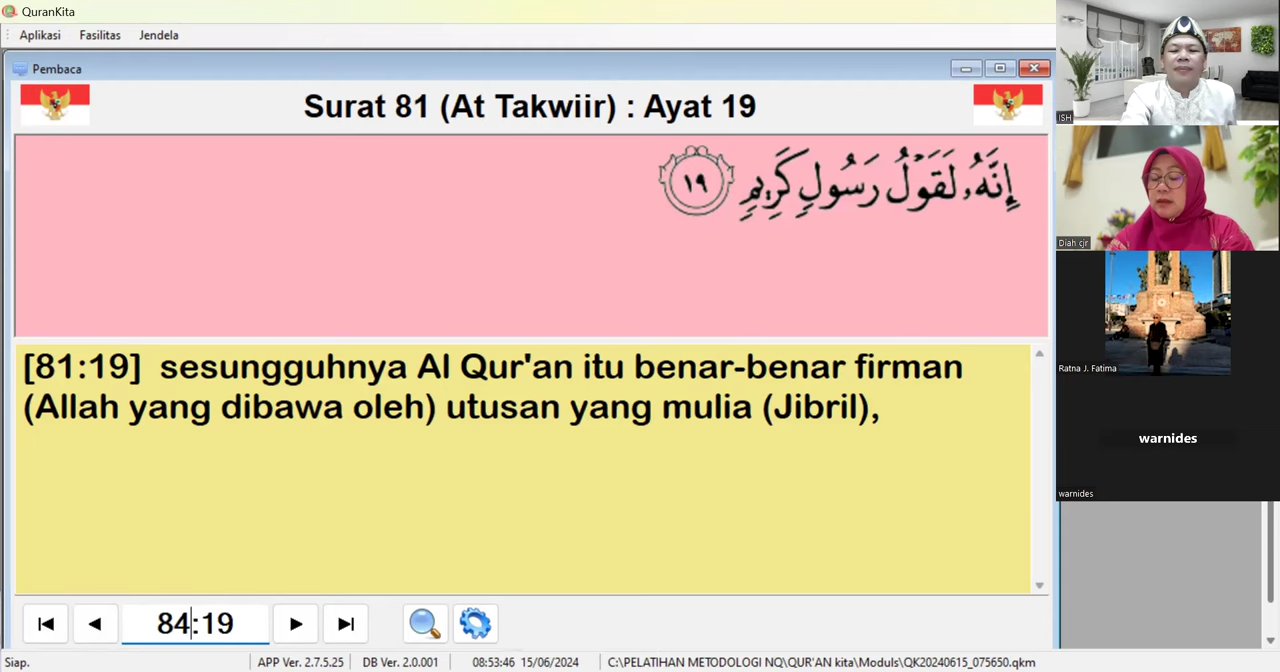 QuranKita
Aplikasi Fasilitas Jendela
Pembaca
Surat 81 (At Takwiir) : Ayat 19
إِنَّهُۥ لَقَوْلُ رَسُولٍ كَرِيمٍ ١٩
[81:19] sesungguhnya Al Qur'an itu benar-benar firman
(Allah yang dibawa oleh) utusan yang mulia (Jibril),
84:19
Siap. APP Ver. 2.7.5.25 DB Ver. 2.0.001 08:53:46 15/06/2024 C:\PELATIHAN METODOLOGI NQ\QUR'AN kita\Moduls\QK20240615_075650.qkm
ISH
Diah cjr
Ratna J. Fatima
warnides
warnides